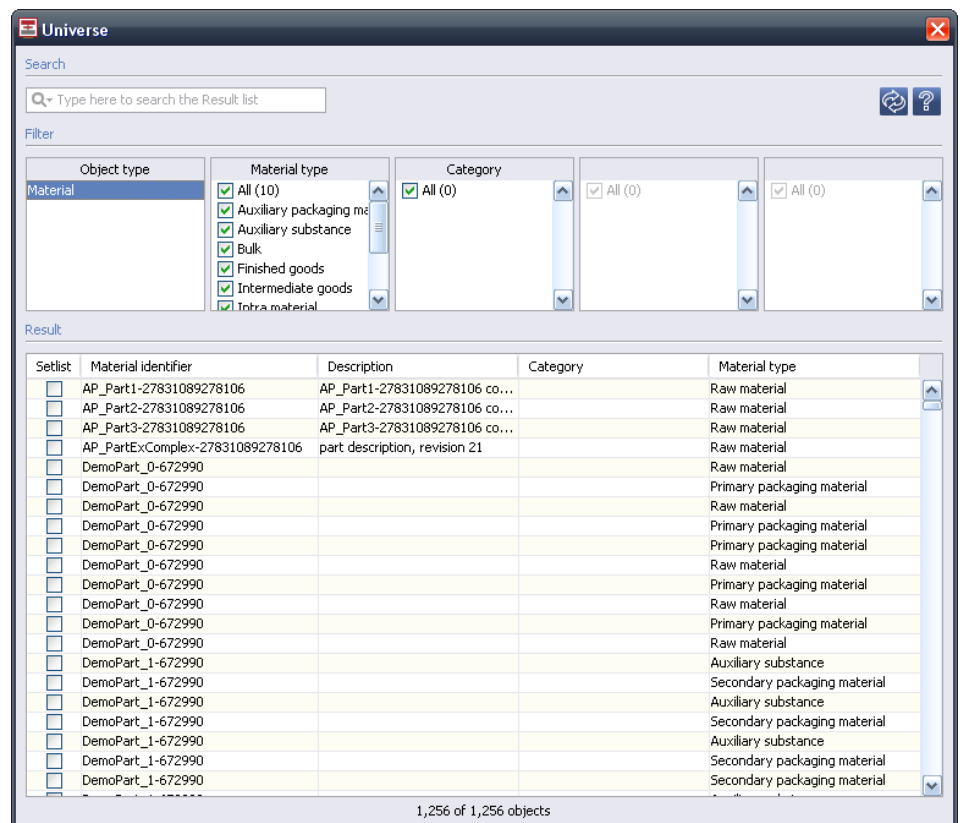 Universe
Search
Type here to search the Result list
Filter
Object type Material type Category
Material All (10) All (0) All (0) All (0)
Auxiliary packaging ma
Auxiliary substance
Bulk
Finished goods
Intermediate goods
Intra material
Result
Setlist Material identifier Description Category Material type
AP_Part1-27831089278106 AP_Part1-27831089278106 co... Raw material
AP_Part2-27831089278106 AP_Part2-27831089278106 co... Raw material
AP_Part3-27831089278106 AP_Part3-27831089278106 co... Raw material
AP_PartExComplex-27831089278106 part description, revision 21 Raw material
DemoPart_0-672990 Raw material
DemoPart_0-672990 Primary packaging material
DemoPart_0-672990 Raw material
DemoPart_0-672990 Primary packaging material
DemoPart_0-672990 Primary packaging material
DemoPart_0-672990 Raw material
DemoPart_0-672990 Primary packaging material
DemoPart_0-672990 Raw material
DemoPart_0-672990 Primary packaging material
DemoPart_0-672990 Raw material
DemoPart_1-672990 Auxiliary substance
DemoPart_1-672990 Secondary packaging material
DemoPart_1-672990 Auxiliary substance
DemoPart_1-672990 Secondary packaging material
DemoPart_1-672990 Auxiliary substance
DemoPart_1-672990 Secondary packaging material
DemoPart_1-672990 Secondary packaging material
1,256 of 1,256 objects